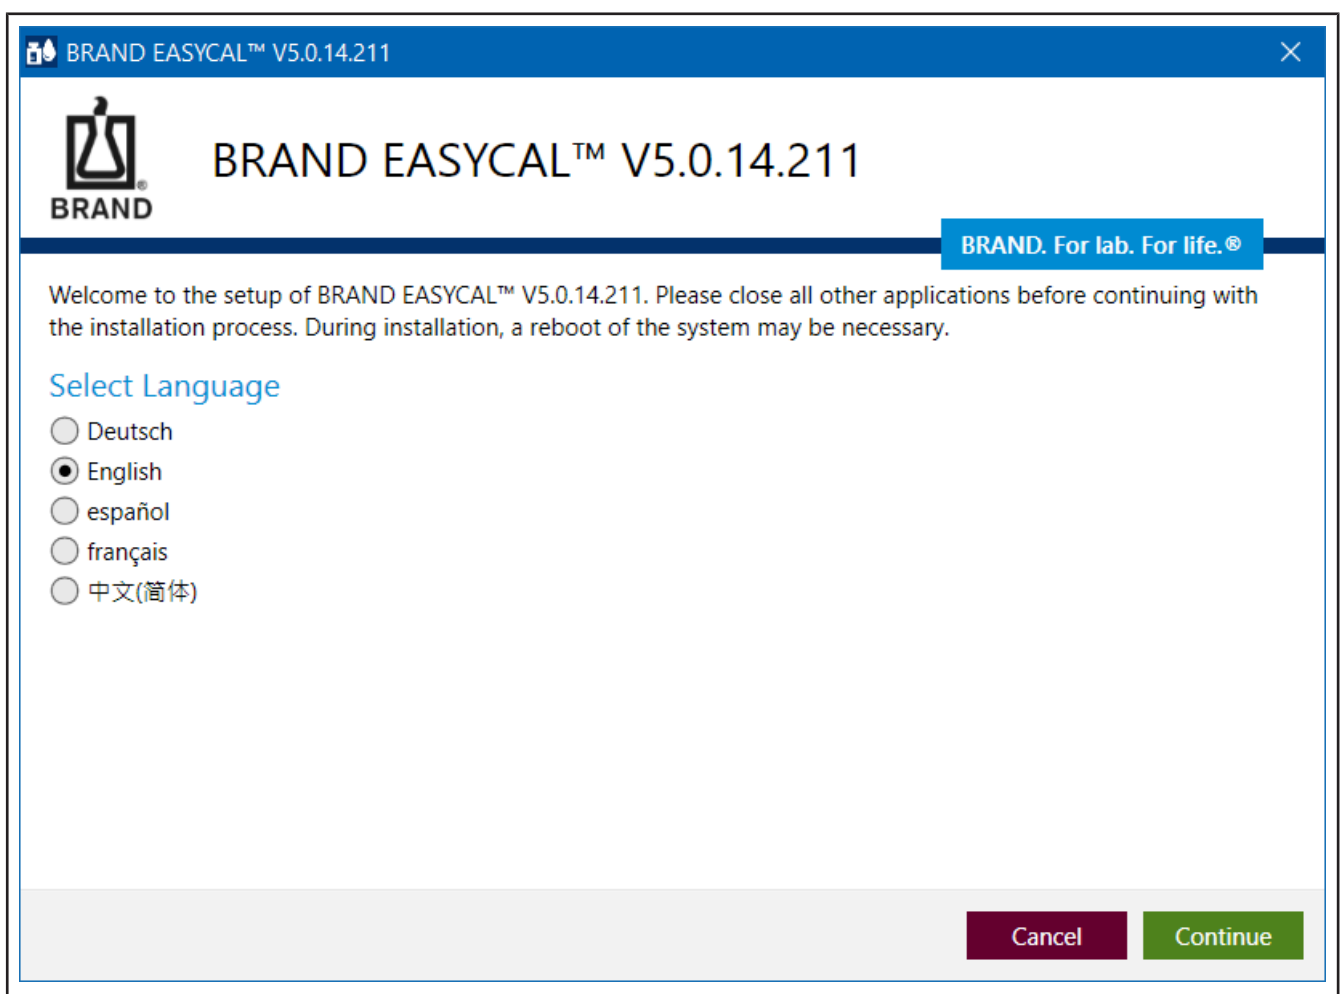 BRAND EASYCAL™ V5.0.14.211
BRAND®
BRAND EASYCAL™ V5.0.14.211
BRAND. For lab. For life.®
Welcome to the setup of BRAND EASYCAL™ V5.0.14.211. Please close all other applications before continuing with
the installation process. During installation, a reboot of the system may be necessary.
Select Language
Deutsch
English
español
français
中文(简体)
Cancel
Continue